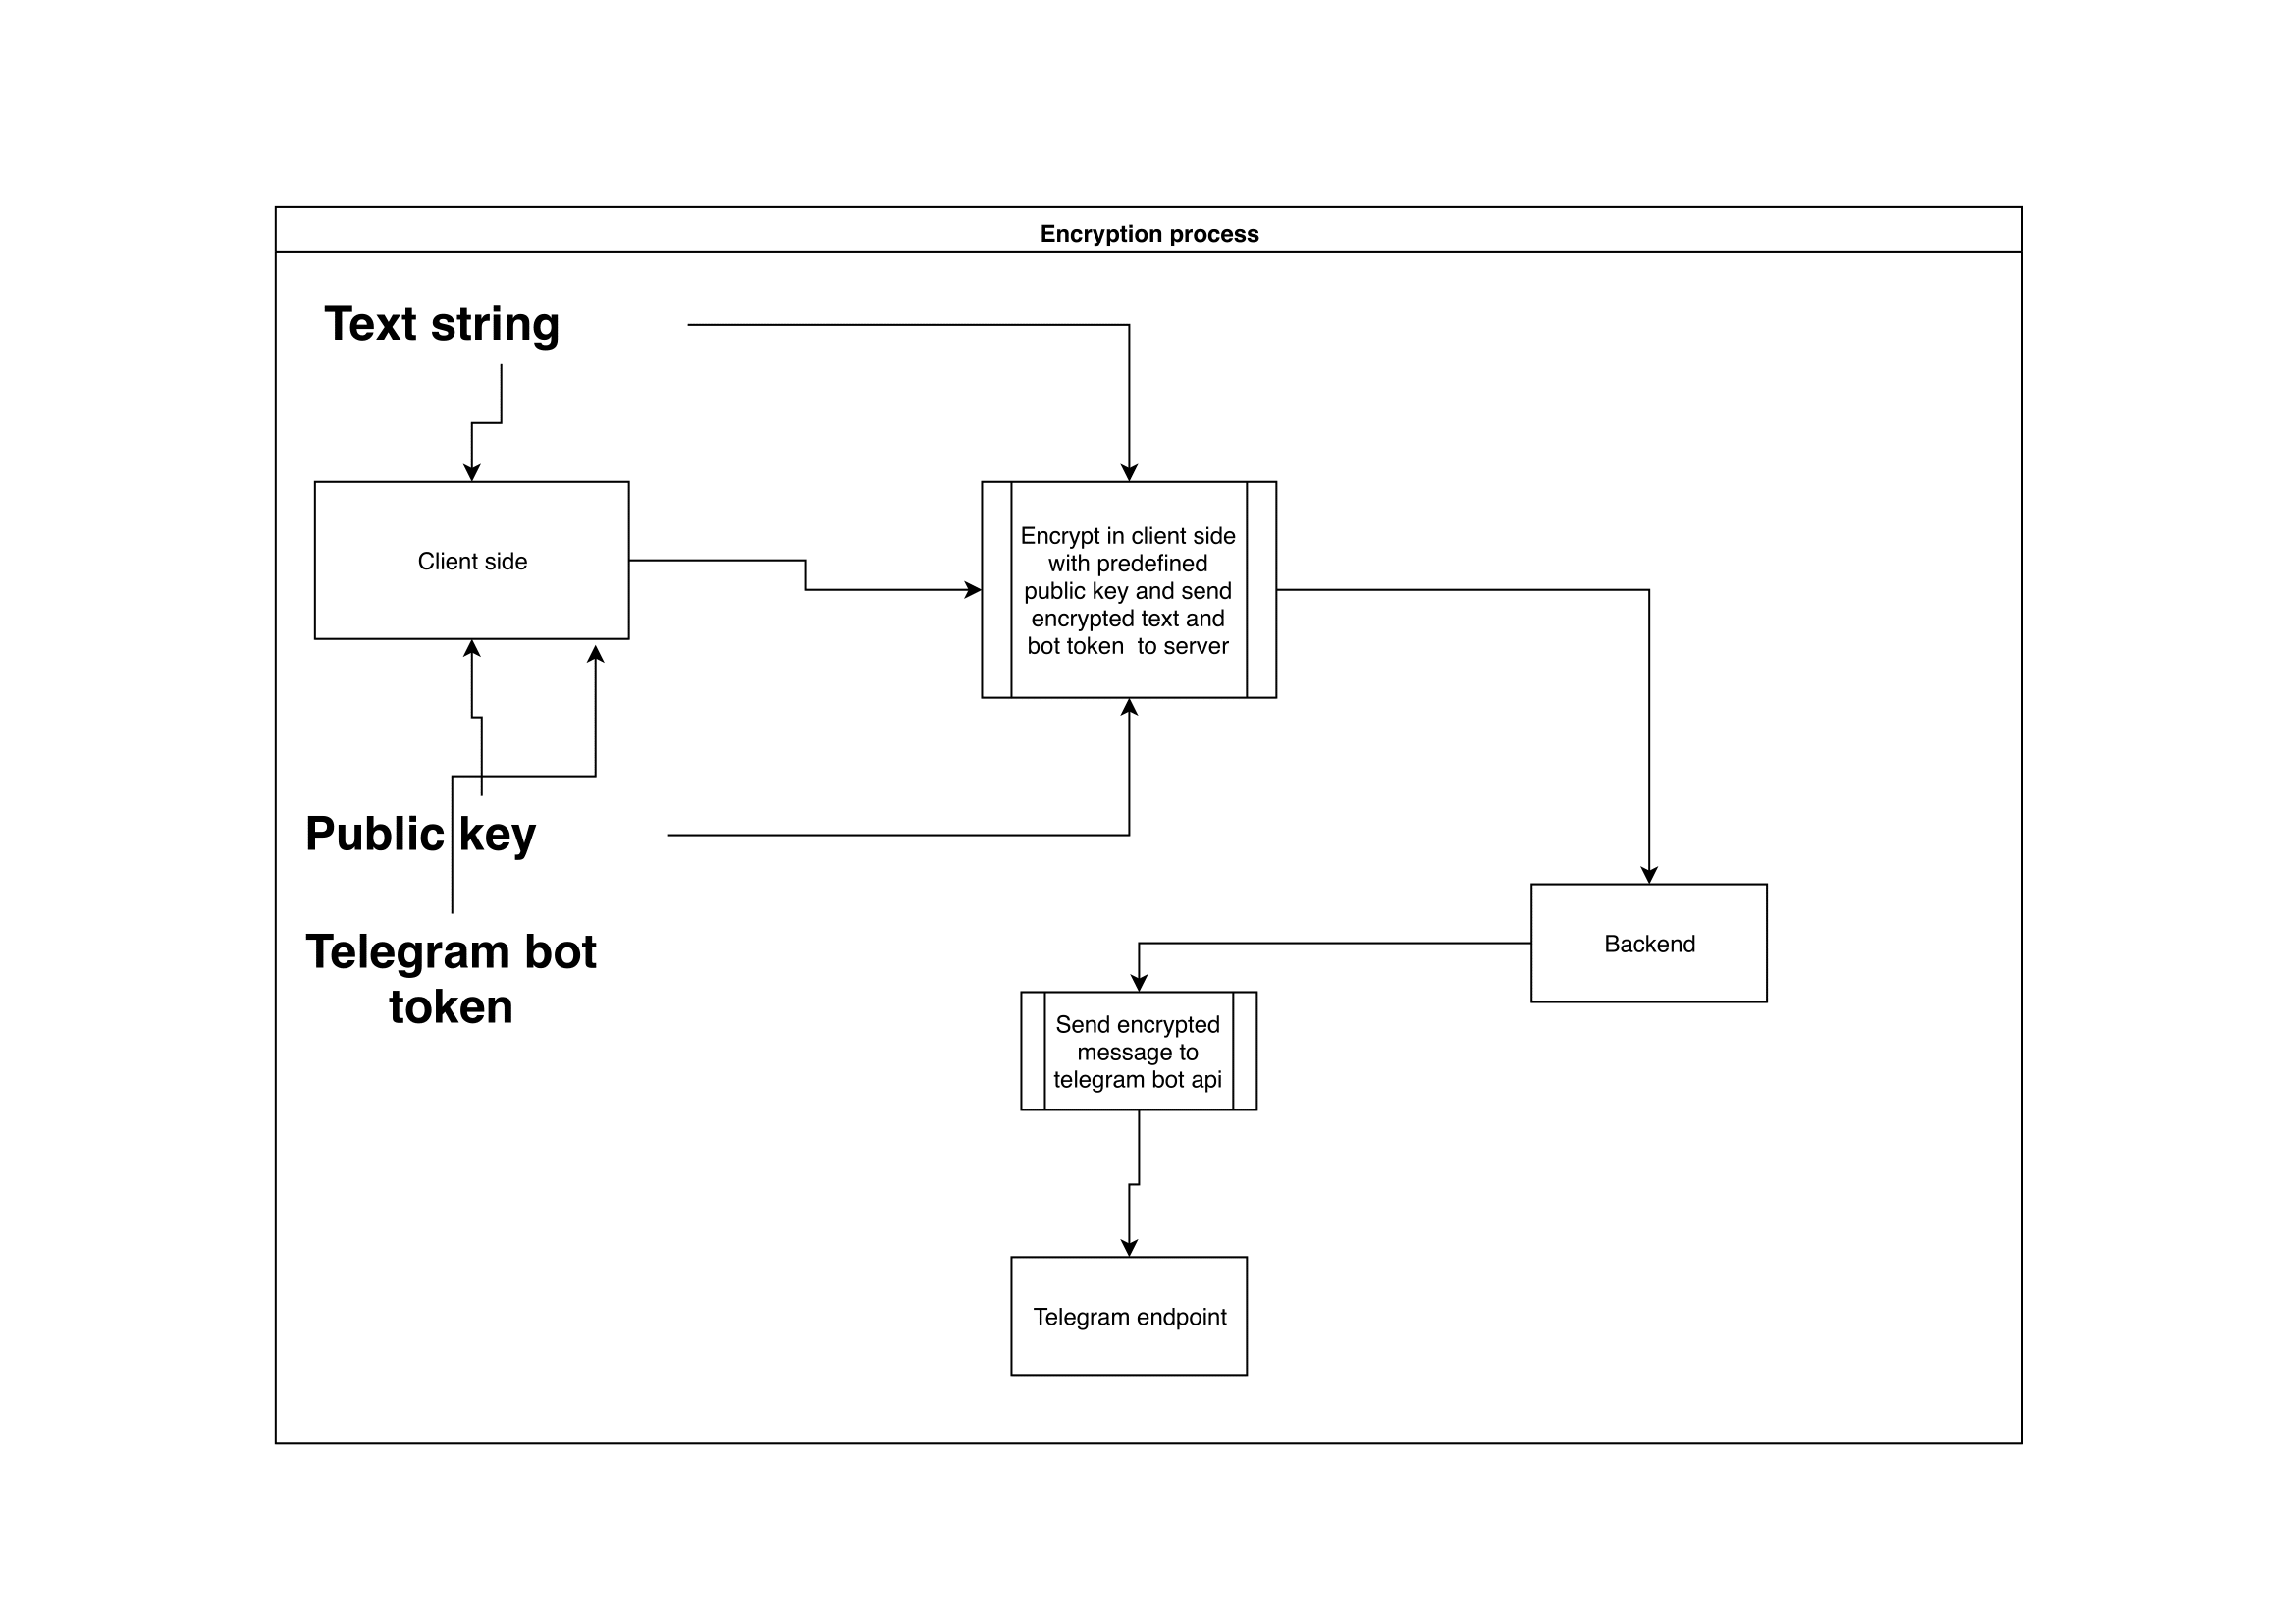 Encryption process
Text string
Client side
Encrypt in client side
with predefined
public key and send
encrypted text and
bot token  to server
Public key
Telegram bot
token
Backend
Send encrypted
message to
telegram bot api
Telegram endpoint